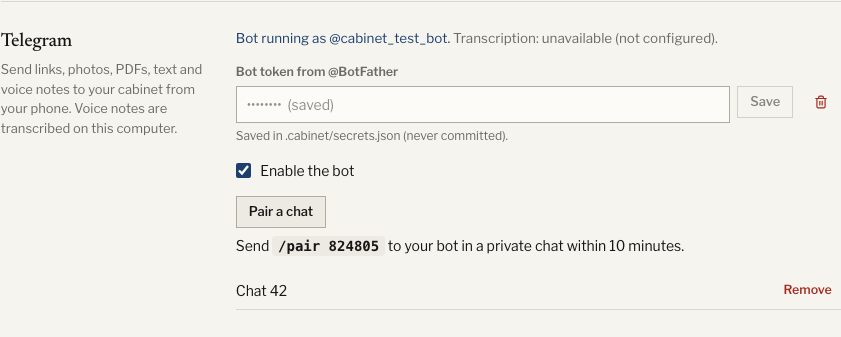 Telegram
Send links, photos, PDFs, text and
voice notes to your cabinet from
your phone. Voice notes are
transcribed on this computer.
Bot running as @cabinet_test_bot. Transcription: unavailable (not configured).
Bot token from @BotFather
•••••••• (saved)
Save
Saved in .cabinet/secrets.json (never committed).
Enable the bot
Pair a chat
Send /pair 824805 to your bot in a private chat within 10 minutes.
Chat 42
Remove